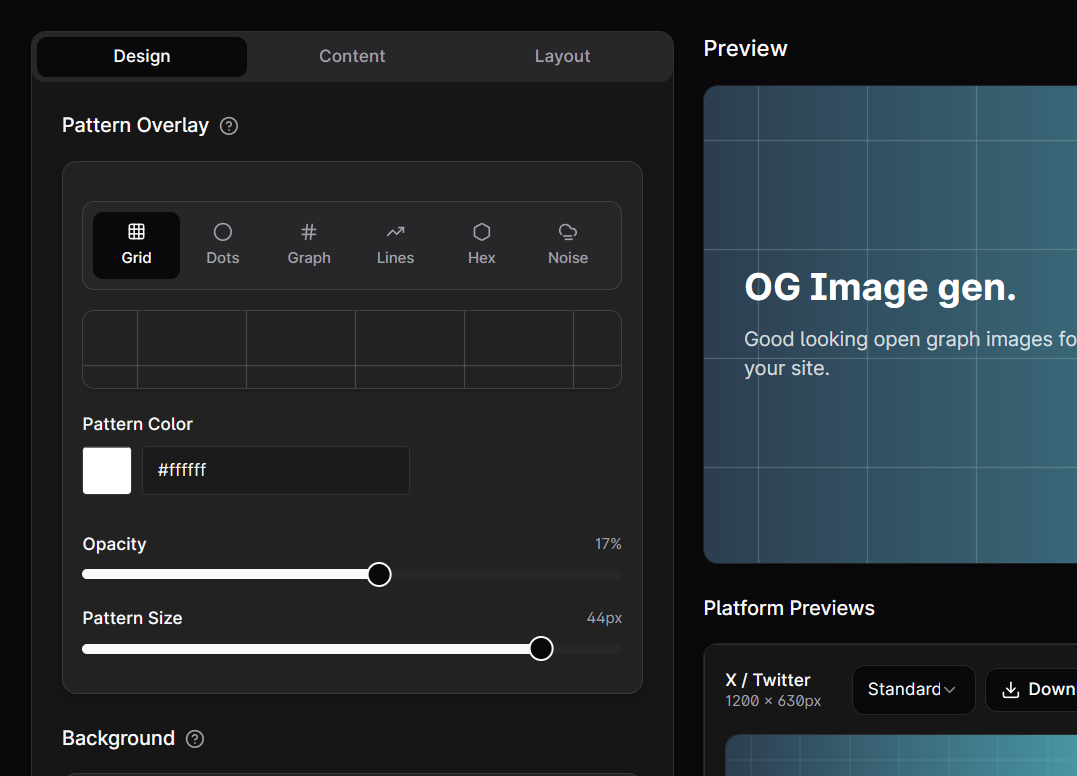 Design Content Layout
Pattern Overlay
Grid Dots Graph Lines Hex Noise
Pattern Color
#ffffff
Opacity 17%
Pattern Size 44px
Background
Preview
OG Image gen.
Good looking open graph images fo
your site.
Platform Previews
X / Twitter
1200 × 630px
Standard
Down